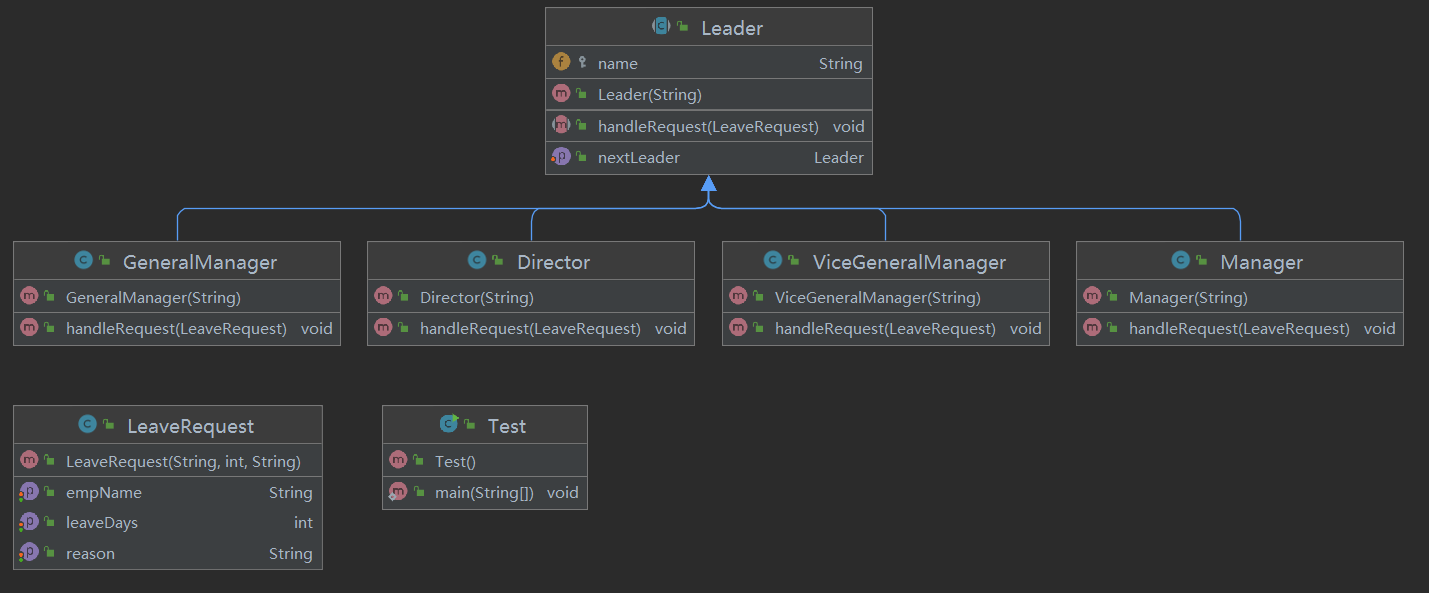 Leader
name String
Leader(String)
handleRequest(LeaveRequest) void
nextLeader Leader
GeneralManager
GeneralManager(String)
handleRequest(LeaveRequest) void
Director
Director(String)
handleRequest(LeaveRequest) void
ViceGeneralManager
ViceGeneralManager(String)
handleRequest(LeaveRequest) void
Manager
Manager(String)
handleRequest(LeaveRequest) void
LeaveRequest
LeaveRequest(String, int, String)
empName String
leaveDays int
reason String
Test
Test()
main(String[]) void